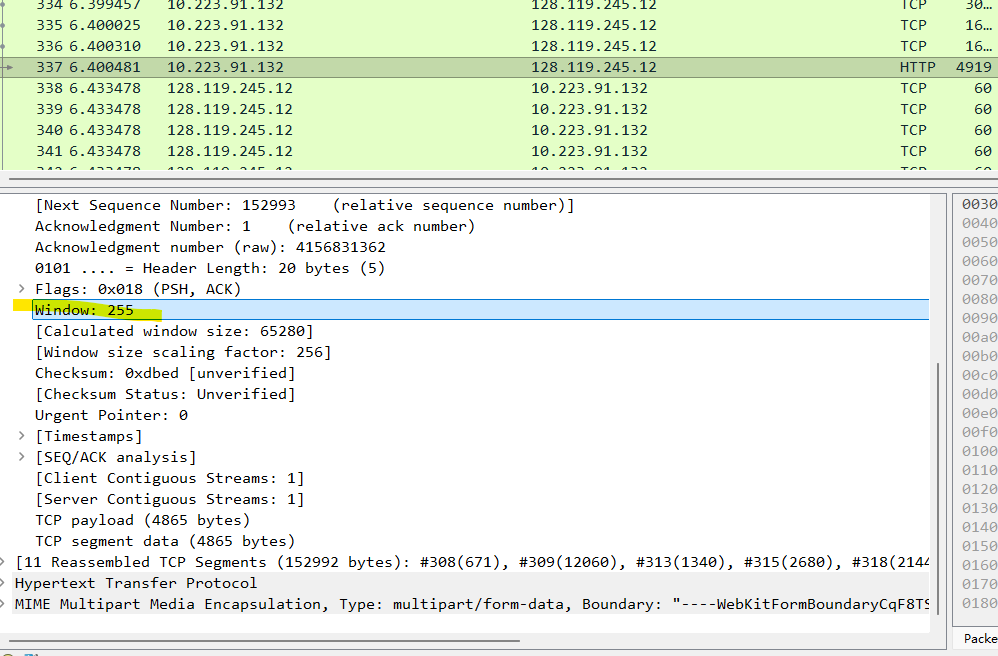 334 6.399457 10.223.91.132 128.119.245.12 TCP 30…
335 6.400025 10.223.91.132 128.119.245.12 TCP 16…
336 6.400310 10.223.91.132 128.119.245.12 TCP 16…
337 6.400481 10.223.91.132 128.119.245.12 HTTP 4919
338 6.433478 128.119.245.12 10.223.91.132 TCP 60
339 6.433478 128.119.245.12 10.223.91.132 TCP 60
340 6.433478 128.119.245.12 10.223.91.132 TCP 60
341 6.433478 128.119.245.12 10.223.91.132 TCP 60
[Next Sequence Number: 152993 (relative sequence number)]
Acknowledgment Number: 1 (relative ack number)
Acknowledgment number (raw): 4156831362
0101 .... = Header Length: 20 bytes (5)
Flags: 0x018 (PSH, ACK)
Window: 255
[Calculated window size: 65280]
[Window size scaling factor: 256]
Checksum: 0xdbed [unverified]
[Checksum Status: Unverified]
Urgent Pointer: 0
[Timestamps]
[SEQ/ACK analysis]
[Client Contiguous Streams: 1]
[Server Contiguous Streams: 1]
TCP payload (4865 bytes)
TCP segment data (4865 bytes)
[11 Reassembled TCP Segments (152992 bytes): #308(671), #309(12060), #313(1340), #315(2680), #318(2144
Hypertext Transfer Protocol
MIME Multipart Media Encapsulation, Type: multipart/form-data, Boundary: "----WebKitFormBoundaryCqF8TS
0030
0040
0050
0060
0070
0080
0090
00a0
00b0
00c0
00d0
00e0
00f0
0100
0110
0120
0130
0140
0150
0160
0170
0180
Packe